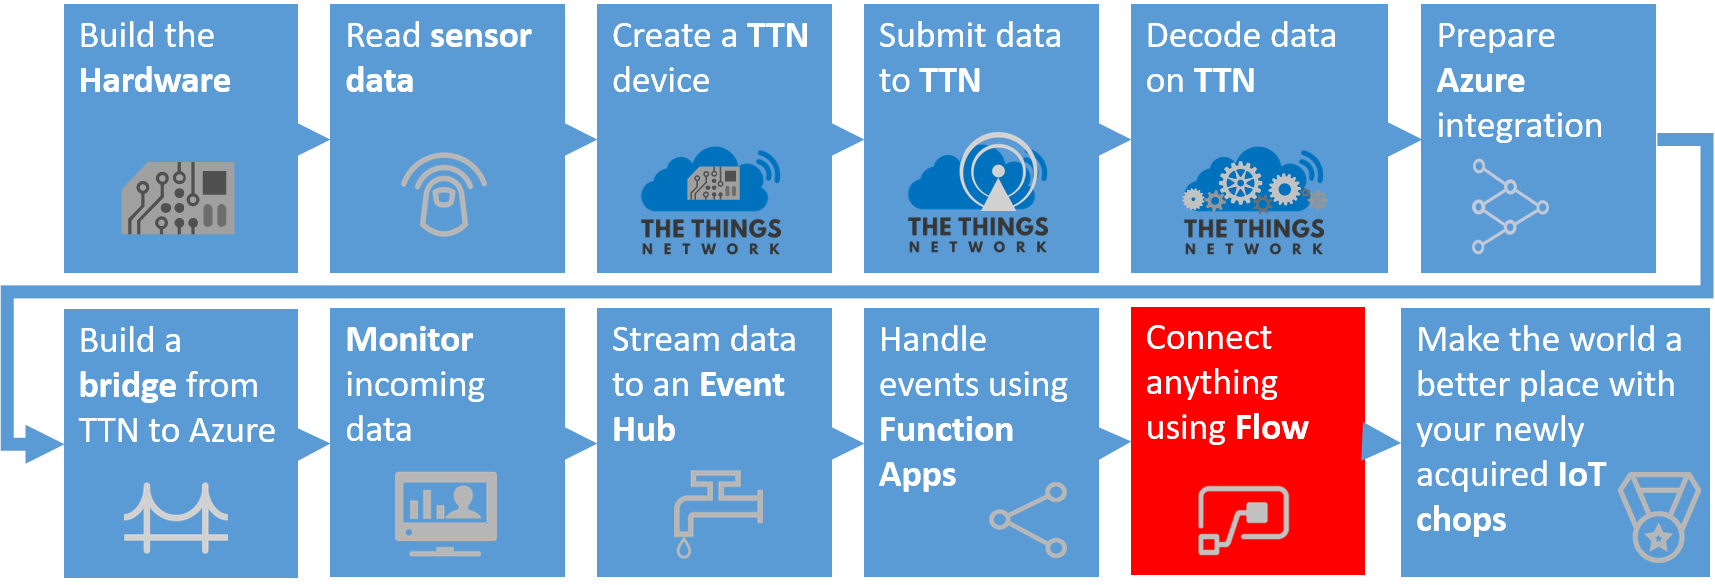 Build the
Hardware
Read sensor
data
Create a TTN
device
THE THINGS
NETWORK
Submit data
to TTN
THE THINGS
NETWORK
Decode data
on TTN
THE THINGS
NETWORK
Prepare
Azure
integration
Build a
bridge from
TTN to Azure
Monitor
incoming
data
Stream data
to an Event
Hub
Handle
events using
Function
Apps
Connect
anything
using Flow
Make the world a
better place with
your newly
acquired IoT
chops